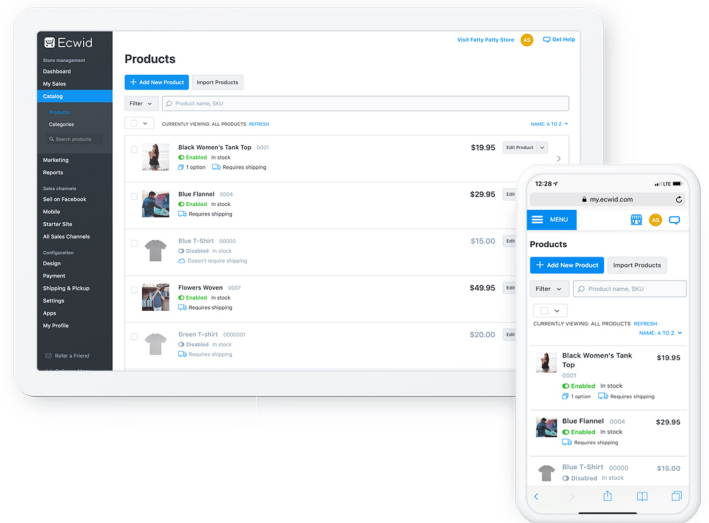 Ecwid
Visit Fatty Patty Store
AS
Get Help
Store management
Dashboard
My Sales
Catalog
Products
Categories
Search products
Marketing
Reports
Sales channels
Sell on Facebook
Mobile
Starter Site
All Sales Channels
Configuration
Design
Payment
Shipping & Pickup
Settings
Apps
My Profile
Refer a Friend
Products
+ Add New Product
Import Products
Filter
Product name, SKU
CURRENTLY VIEWING: ALL PRODUCTS REFRESH
NAME: A TO Z
Black Women's Tank Top 0001
Enabled In stock
1 option Requires shipping
$19.95
Edit Product
Blue Flannel 0004
Enabled In stock
Requires shipping
$29.95
Edit
Blue T-Shirt 00000
Disabled In stock
Doesn't require shipping
$15.00
Edit
Flowers Woven 0007
Enabled In stock
Requires shipping
$49.95
Edit
Green T-shirt 0000001
Disabled In stock
Requires shipping
$20.00
Edit
12:28
LTE
my.ecwid.com
MENU
AS
Products
+ Add New Product
Import Products
Filter
Product name, SKU
CURRENTLY VIEWING: ALL PRODUCTS REFRESH
NAME: A TO Z
Black Women's Tank
Top
$19.95
0001
Enabled In stock
1 option Requires shipping
Blue Flannel 0004
$29.95
Enabled In stock
Requires shipping
Blue T-Shirt 00000
$15.00
Disabled In stock